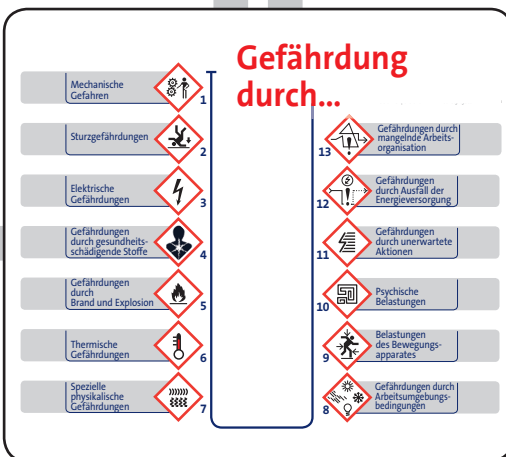 Gefährdung
durch...
Mechanische
Gefahren
1
Sturzgefährdungen
2
Elektrische
Gefährdungen
3
Gefährdungen
durch gesundheits-
schädigende Stoffe
4
Gefährdungen
durch
Brand und Explosion
5
Thermische
Gefährdungen
6
Spezielle
physikalische
Gefährdungen
7
Gefährdungen durch
Arbeitsumgebungs-
bedingungen
8
Belastungen
des Bewegungs-
apparates
9
Psychische
Belastungen
10
Gefährdungen
durch unerwartete
Aktionen
11
Gefährdungen
durch Ausfall der
Energieversorgung
12
Gefährdungen durch
mangelnde Arbeits-
organisation
13